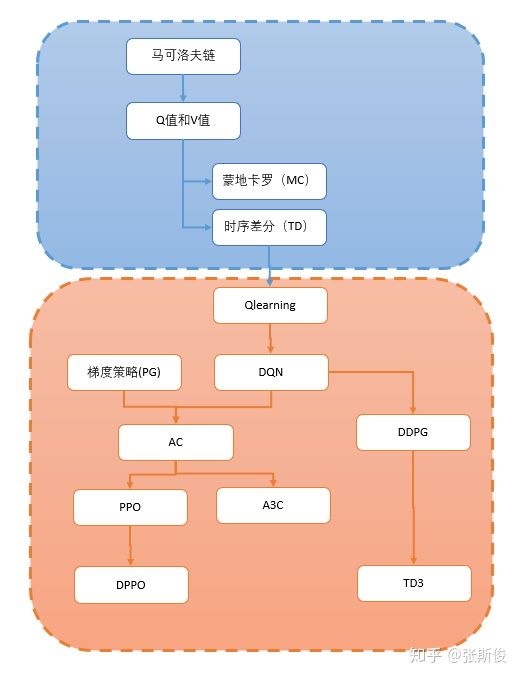 马可洛夫链
Q值和V值
蒙地卡罗（MC）
时序差分（TD）
Qlearning
梯度策略(PG)
DQN
DDPG
AC
PPO
A3C
DPPO
TD3
知乎 @张斯俊